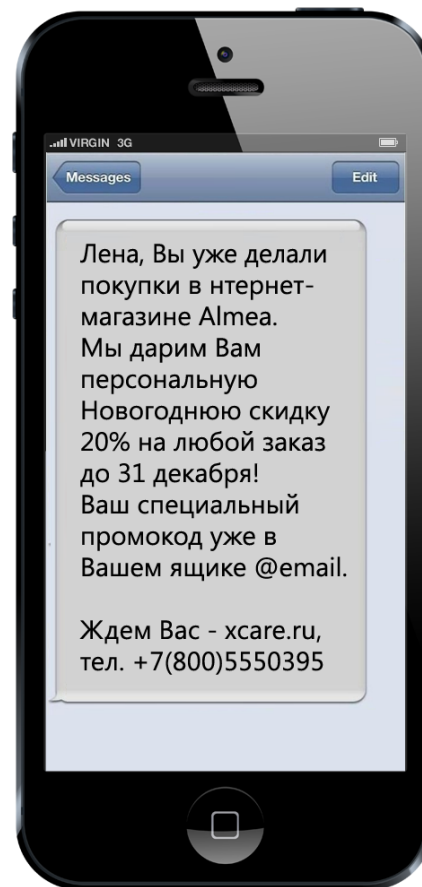 VIRGIN 3G
Messages
Edit
Лена, Вы уже делали
покупки в нтернет-
магазине Almea.
Мы дарим Вам
персональную
Новогоднюю скидку
20% на любой заказ
до 31 декабря!
Ваш специальный
промокод уже в
Вашем ящике @email.
Ждем Вас - xcare.ru,
тел. +7(800)5550395